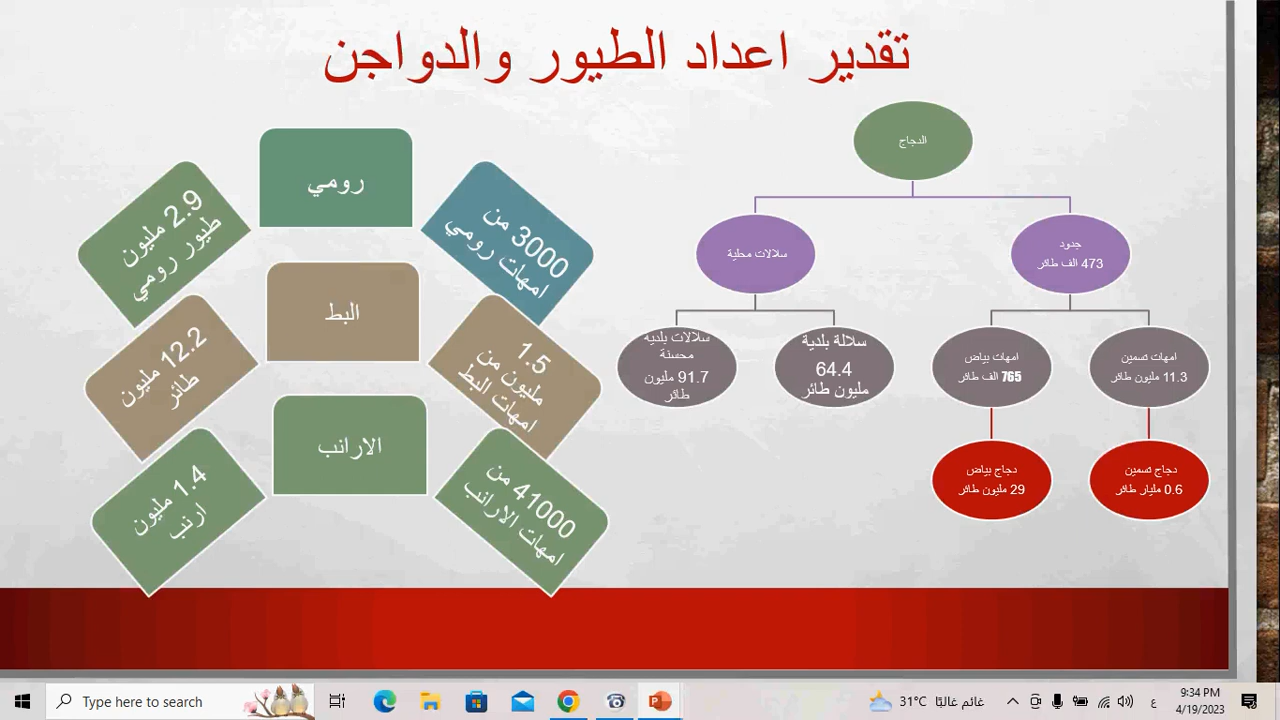 تقدير اعداد الطيور والدواجن
الدجاج
جدود
473 الف طائر
سلالات محلية
امهات تسمين
11.3 مليون طائر
امهات بياض
765 الف طائر
سلالة بلدية
64.4
مليون طائر
سلالات بلدية
محسنة
91.7 مليون
طائر
دجاج تسمين
0.6 مليار طائر
دجاج بياض
29 مليون طائر
3000 من
امهات رومي
رومي
2.9 مليون
طيور رومي
1.5
مليون من
امهات البط
البط
12.2 مليون
طائر
41000 من
امهات الارانب
الارانب
1.4 مليون
ارنب
Type here to search
31°C غائم غالبًا
ع
9:34 PM
4/19/2023